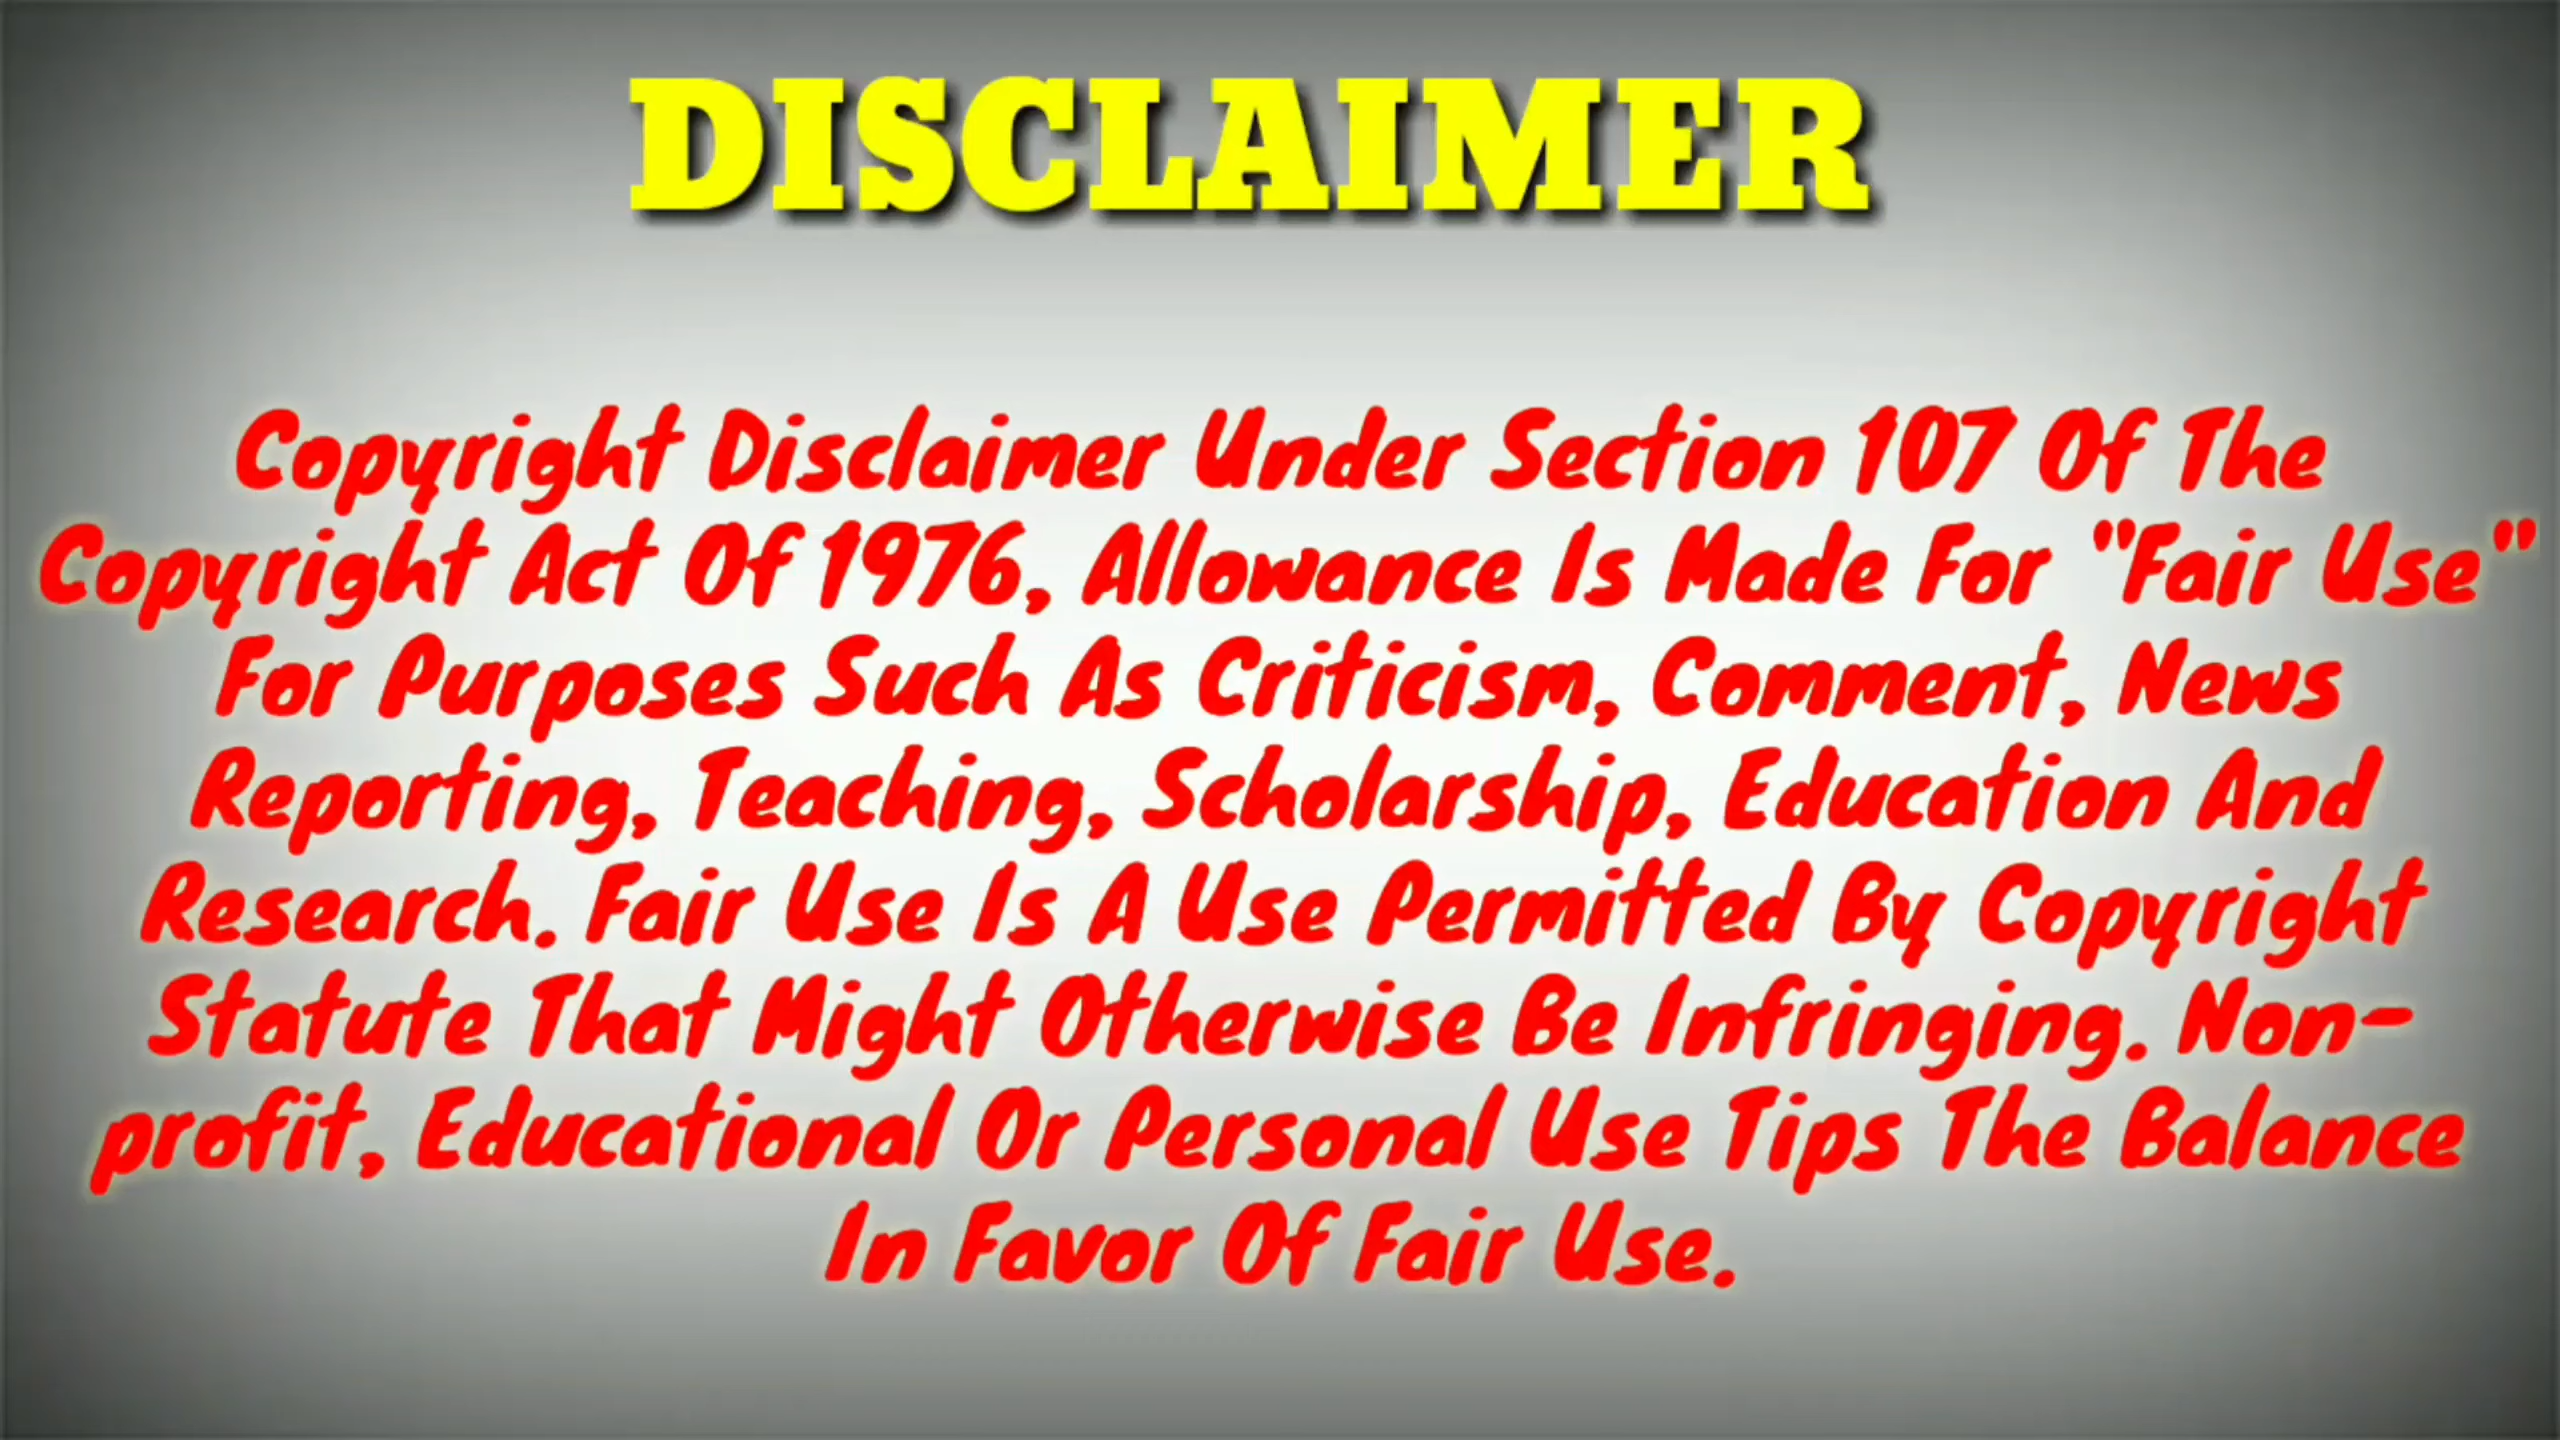 DISCLAIMER
Copyright Disclaimer Under Section 107 Of The
Copyright Act Of 1976, Allowance Is Made For "Fair Use"
For Purposes Such As Criticism, Comment, News
Reporting, Teaching, Scholarship, Education And
Research. Fair Use Is A Use Permitted By Copyright
Statute That Might Otherwise Be Infringing. Non-
profit, Educational Or Personal Use Tips The Balance
In Favor Of Fair Use.